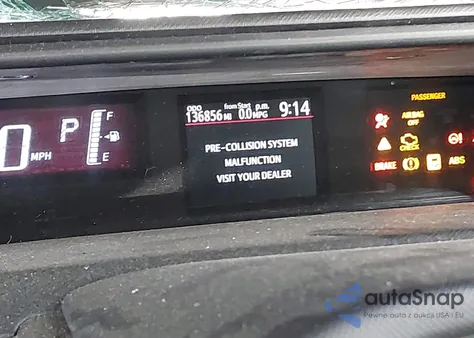 ODO
136856 MI
from Start
0.0 MPG
p.m.
9:14
PASSENGER
F
AIRBAG
OFF
P
0 MPH
E
CHECK
PRE-COLLISION SYSTEM
MALFUNCTION
VISIT YOUR DEALER
BRAKE
ABS
autoSnap
Pewne auta z aukcji USA i EU